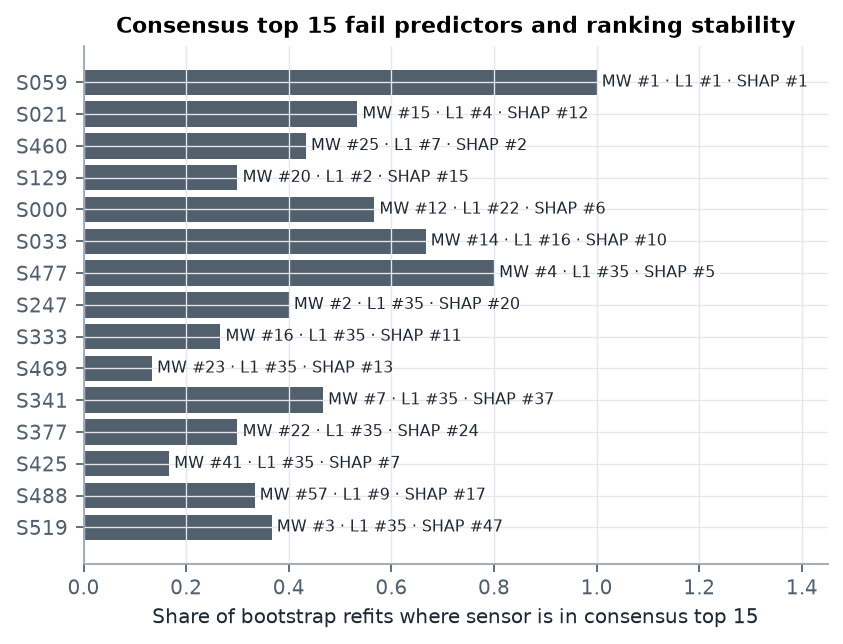 Consensus top 15 fail predictors and ranking stability
S059 MW #1 · L1 #1 · SHAP #1
S021 MW #15 · L1 #4 · SHAP #12
S460 MW #25 · L1 #7 · SHAP #2
S129 MW #20 · L1 #2 · SHAP #15
S000 MW #12 · L1 #22 · SHAP #6
S033 MW #14 · L1 #16 · SHAP #10
S477 MW #4 · L1 #35 · SHAP #5
S247 MW #2 · L1 #35 · SHAP #20
S333 MW #16 · L1 #35 · SHAP #11
S469 MW #23 · L1 #35 · SHAP #13
S341 MW #7 · L1 #35 · SHAP #37
S377 MW #22 · L1 #35 · SHAP #24
S425 MW #41 · L1 #35 · SHAP #7
S488 MW #57 · L1 #9 · SHAP #17
S519 MW #3 · L1 #35 · SHAP #47
0.0 0.2 0.4 0.6 0.8 1.0 1.2 1.4
Share of bootstrap refits where sensor is in consensus top 15